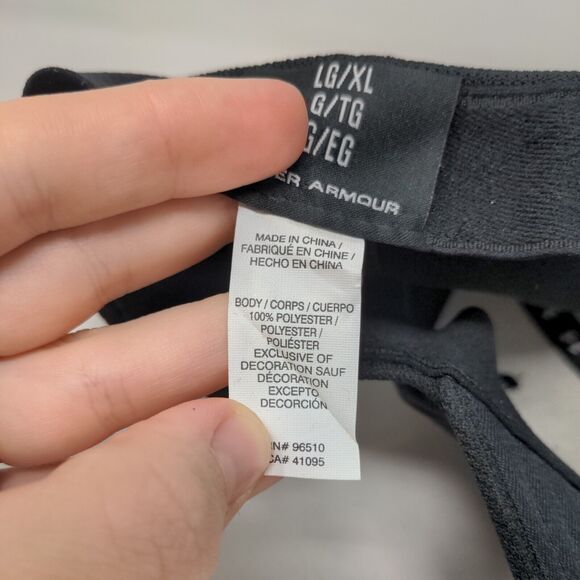 LG/XL
G/TG
G/EG
ER ARMOUR
MADE IN CHINA /
FABRIQUÉ EN CHINE /
HECHO EN CHINA
BODY / CORPS / CUERPO
100% POLYESTER /
POLYESTER /
POLIÉSTER
EXCLUSIVE OF
DECORATION SAUF
DÉCORATION
EXCEPTO
DECORCIÓN
RN# 96510
CA# 41095